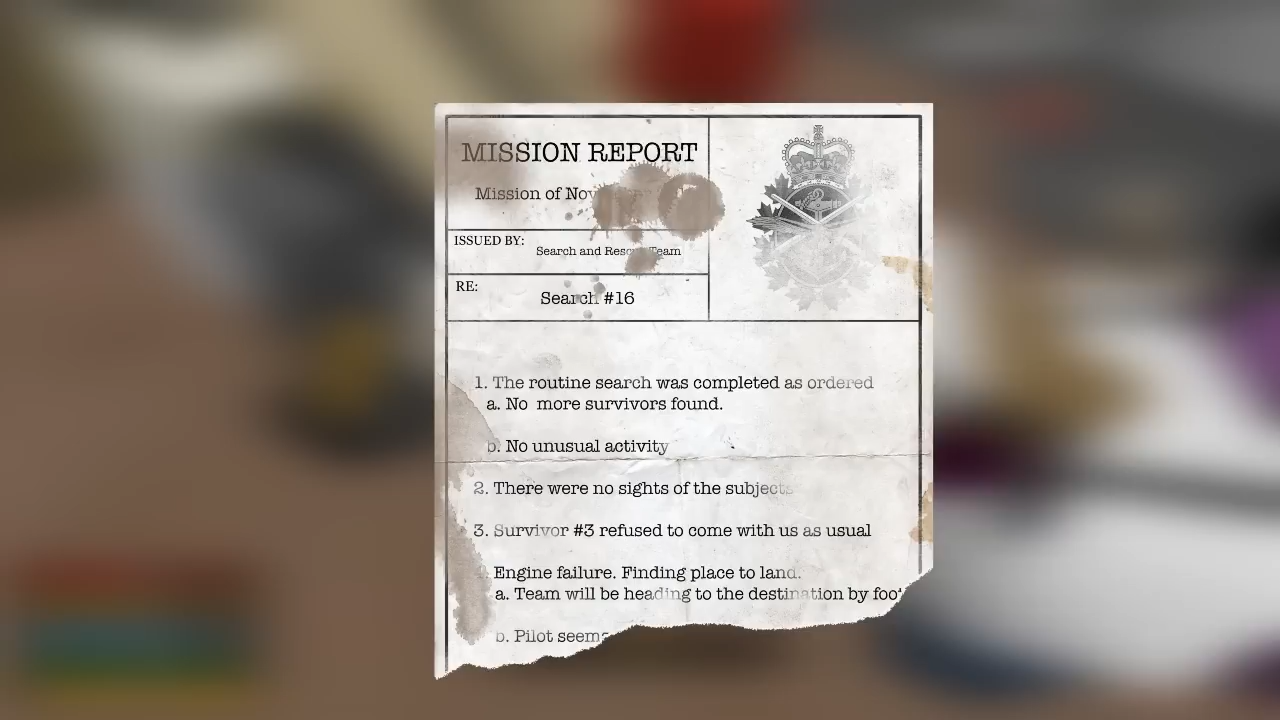 MISSION REPORT
Mission of Nov
ISSUED BY:
Search and Rescue Team
RE:
Search #16
1. The routine search was completed as ordered
a. No more survivors found.
b. No unusual activity
2. There were no sights of the subjects
3. Survivor #3 refused to come with us as usual
4. Engine failure. Finding place to land.
a. Team will be heading to the destination by foot
b. Pilot seems